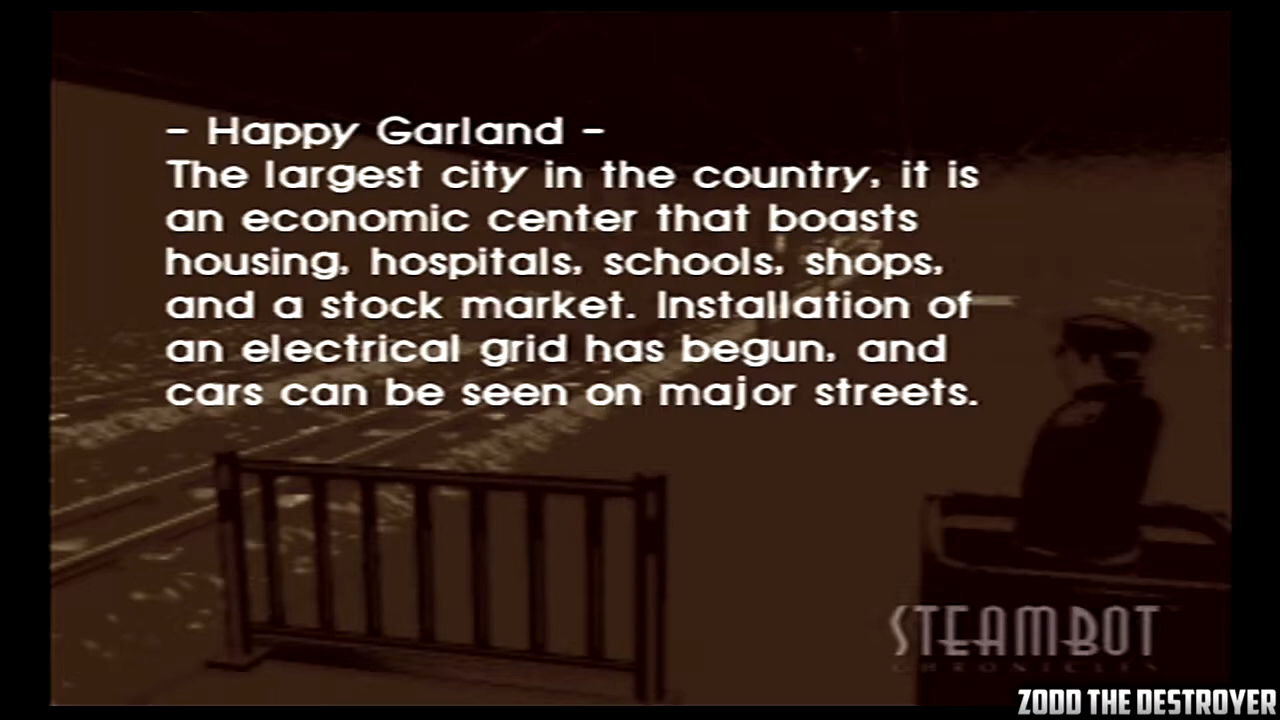 - Happy Garland -
The largest city in the country, it is
an economic center that boasts
housing, hospitals, schools, shops,
and a stock market. Installation of
an electrical grid has begun, and
cars can be seen on major streets.
STEAMBOT™
CHRONICLES
ZODD THE DESTROYER